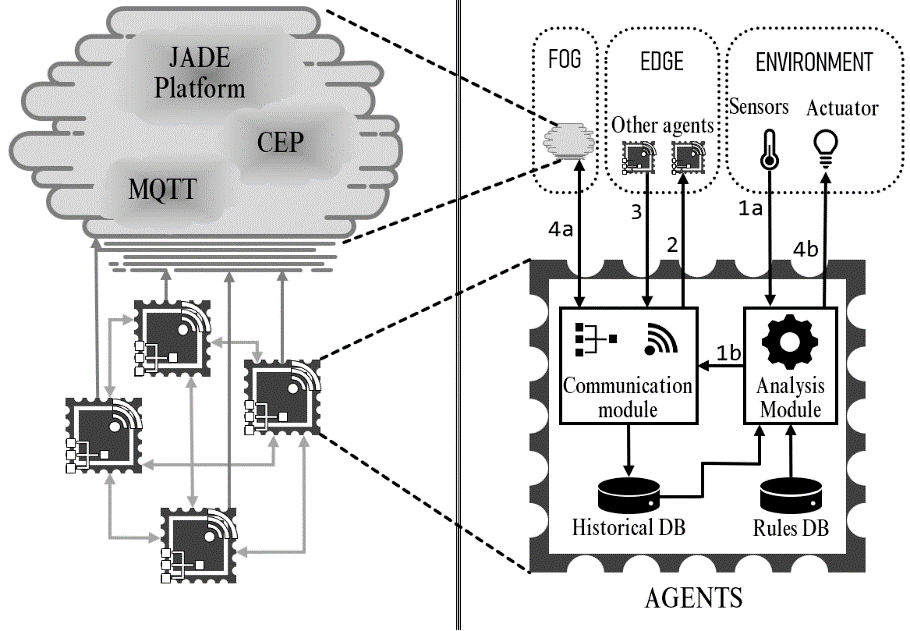 JADE
Platform
CEP
MQTT
FOG
EDGE
ENVIRONMENT
Other agents
Sensors
Actuator
4a
3
2
1a
4b
1b
Communication
module
Analysis
Module
Historical DB
Rules DB
AGENTS